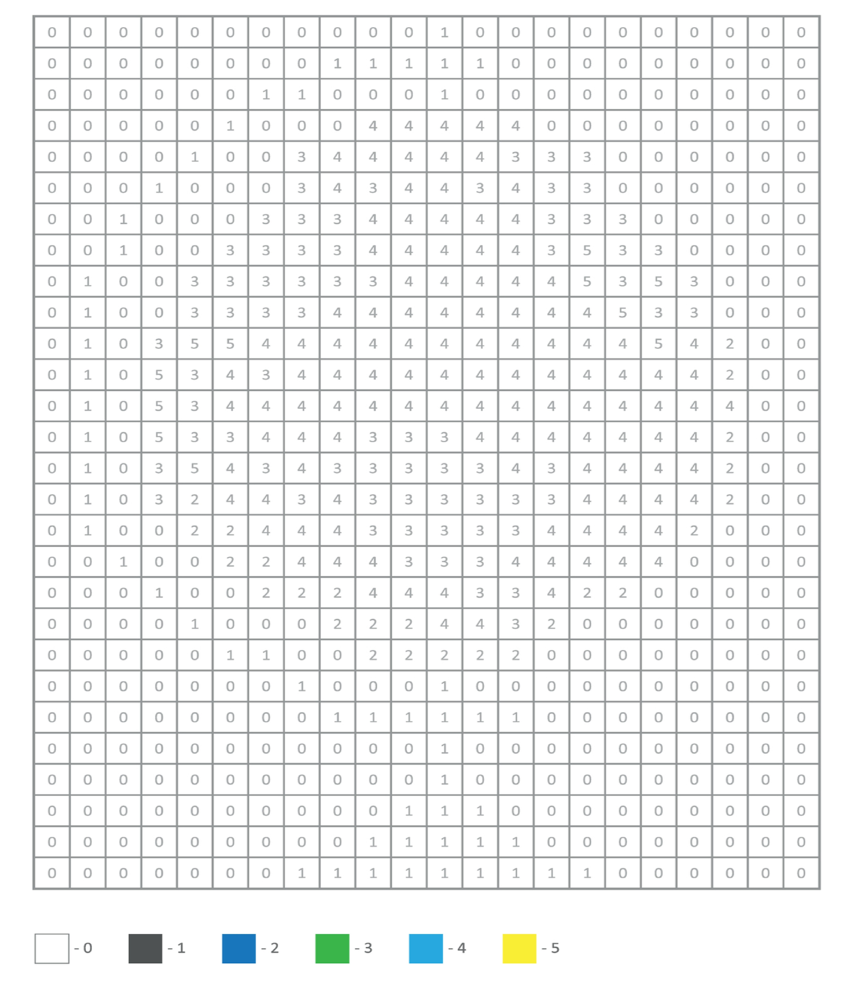 0 0 0 0 0 0 0 0 0 0 0 1 0 0 0 0 0 0 0 0 0 0
0 0 0 0 0 0 0 0 1 1 1 1 1 0 0 0 0 0 0 0 0 0
0 0 0 0 0 0 1 1 0 0 0 1 0 0 0 0 0 0 0 0 0 0
0 0 0 0 0 1 0 0 0 4 4 4 4 4 0 0 0 0 0 0 0 0
0 0 0 0 1 0 0 3 4 4 4 4 4 3 3 3 0 0 0 0 0 0
0 0 0 1 0 0 0 3 4 3 4 4 3 4 3 3 0 0 0 0 0 0
0 0 1 0 0 0 3 3 3 4 4 4 4 4 3 3 3 0 0 0 0 0
0 0 1 0 0 3 3 3 3 4 4 4 4 4 3 5 3 3 0 0 0 0
0 1 0 0 3 3 3 3 3 3 4 4 4 4 4 5 3 5 3 0 0 0
0 1 0 0 3 3 3 3 4 4 4 4 4 4 4 4 5 3 3 0 0 0
0 1 0 3 5 5 4 4 4 4 4 4 4 4 4 4 4 5 4 2 0 0
0 1 0 5 3 4 3 4 4 4 4 4 4 4 4 4 4 4 4 2 0 0
0 1 0 5 3 4 4 4 4 4 4 4 4 4 4 4 4 4 4 4 0 0
0 1 0 5 3 3 4 4 4 3 3 3 4 4 4 4 4 4 4 2 0 0
0 1 0 3 5 4 3 4 3 3 3 3 4 3 4 4 4 4 4 2 0 0
0 1 0 3 2 4 4 3 4 3 3 3 3 3 3 4 4 4 4 2 0 0
0 1 0 0 2 2 4 4 4 3 3 3 3 3 4 4 4 4 2 0 0 0
0 0 1 0 0 2 2 4 4 4 3 3 3 4 4 4 4 4 0 0 0 0
0 0 0 1 0 0 2 2 2 4 4 4 3 3 4 2 2 0 0 0 0 0
0 0 0 0 1 0 0 0 2 2 2 4 4 3 2 0 0 0 0 0 0 0
0 0 0 0 0 1 1 0 0 2 2 2 2 2 0 0 0 0 0 0 0 0
0 0 0 0 0 0 0 1 0 0 0 1 0 0 0 0 0 0 0 0 0 0
0 0 0 0 0 0 0 0 1 1 1 1 1 1 0 0 0 0 0 0 0 0
0 0 0 0 0 0 0 0 0 0 0 1 0 0 0 0 0 0 0 0 0 0
0 0 0 0 0 0 0 0 0 0 0 1 0 0 0 0 0 0 0 0 0 0
0 0 0 0 0 0 0 0 0 0 1 1 1 0 0 0 0 0 0 0 0 0
0 0 0 0 0 0 0 0 0 1 1 1 1 1 0 0 0 0 0 0 0 0
0 0 0 0 0 0 0 1 1 1 1 1 1 1 1 1 0 0 0 0 0 0
- 0 - 1 - 2 - 3 - 4 - 5